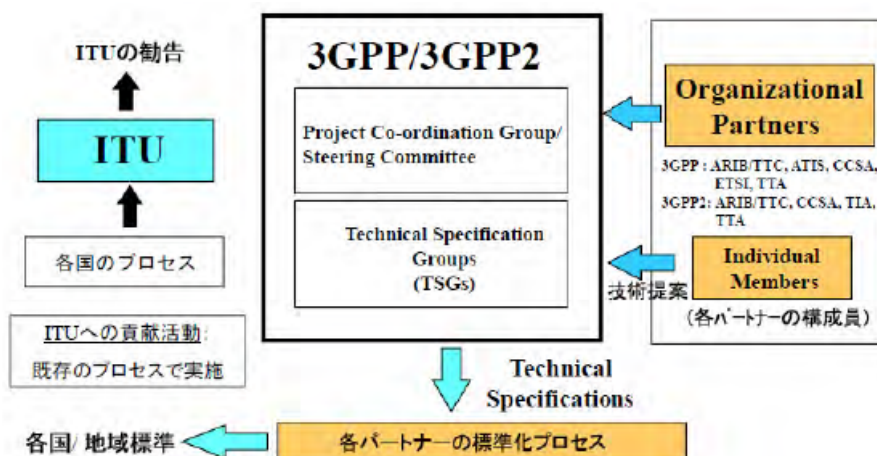 ITUの勧告
ITU
各国のプロセス
ITUへの貢献活動:
既存のプロセスで実施
3GPP/3GPP2
Project Co-ordination Group/
Steering Committee
Technical Specification
Groups
(TSGs)
Organizational
Partners
3GPP : ARIB/TTC, ATIS, CCSA,
ETSI, TTA
3GPP2: ARIB/TTC, CCSA, TIA,
TTA
Individual
Members
技術提案
(各パートナーの構成員)
Technical
Specifications
各パートナーの標準化プロセス
各国/地域標準